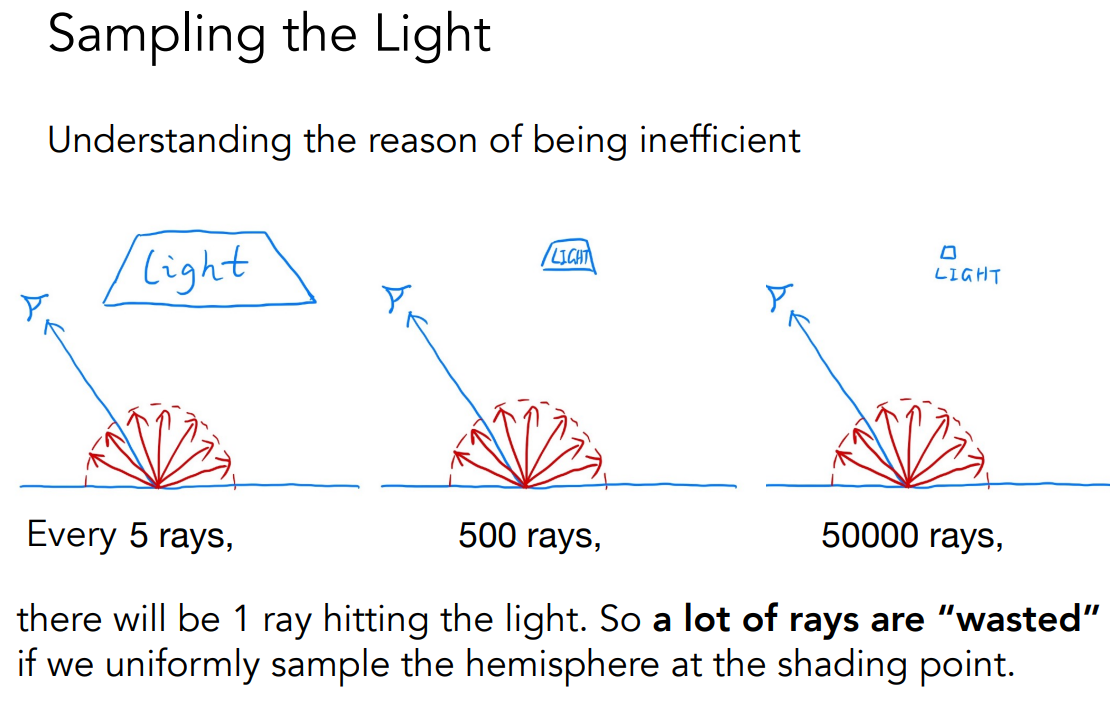 Sampling the Light
Understanding the reason of being inefficient
Light
LIGHT
LIGHT
Every 5 rays,
500 rays,
50000 rays,
there will be 1 ray hitting the light. So a lot of rays are “wasted”
if we uniformly sample the hemisphere at the shading point.